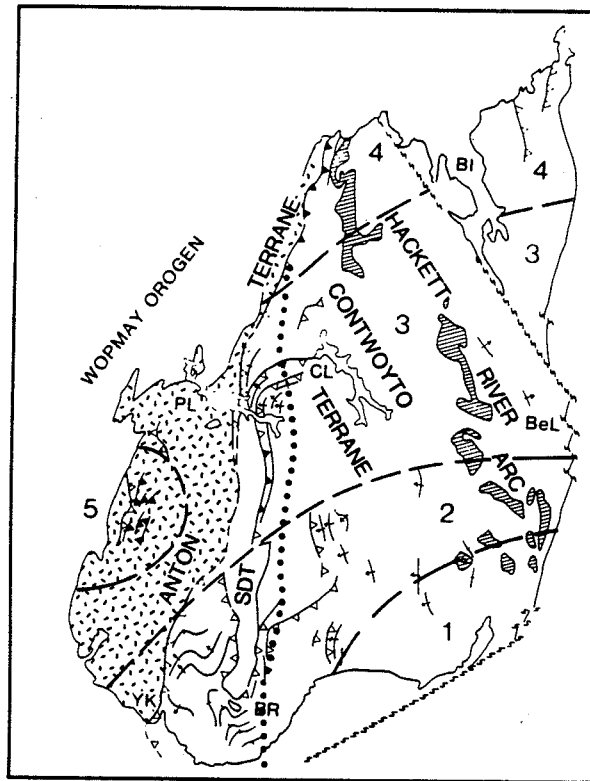 4
BI
4
TERRANE
HACKETT
3
WOPMAY OROGEN
CONTWOYTO
3
CL
PL
RIVER
TERRANE
BeL
ARC
5
2
ANTON
SDT
1
YK
BR